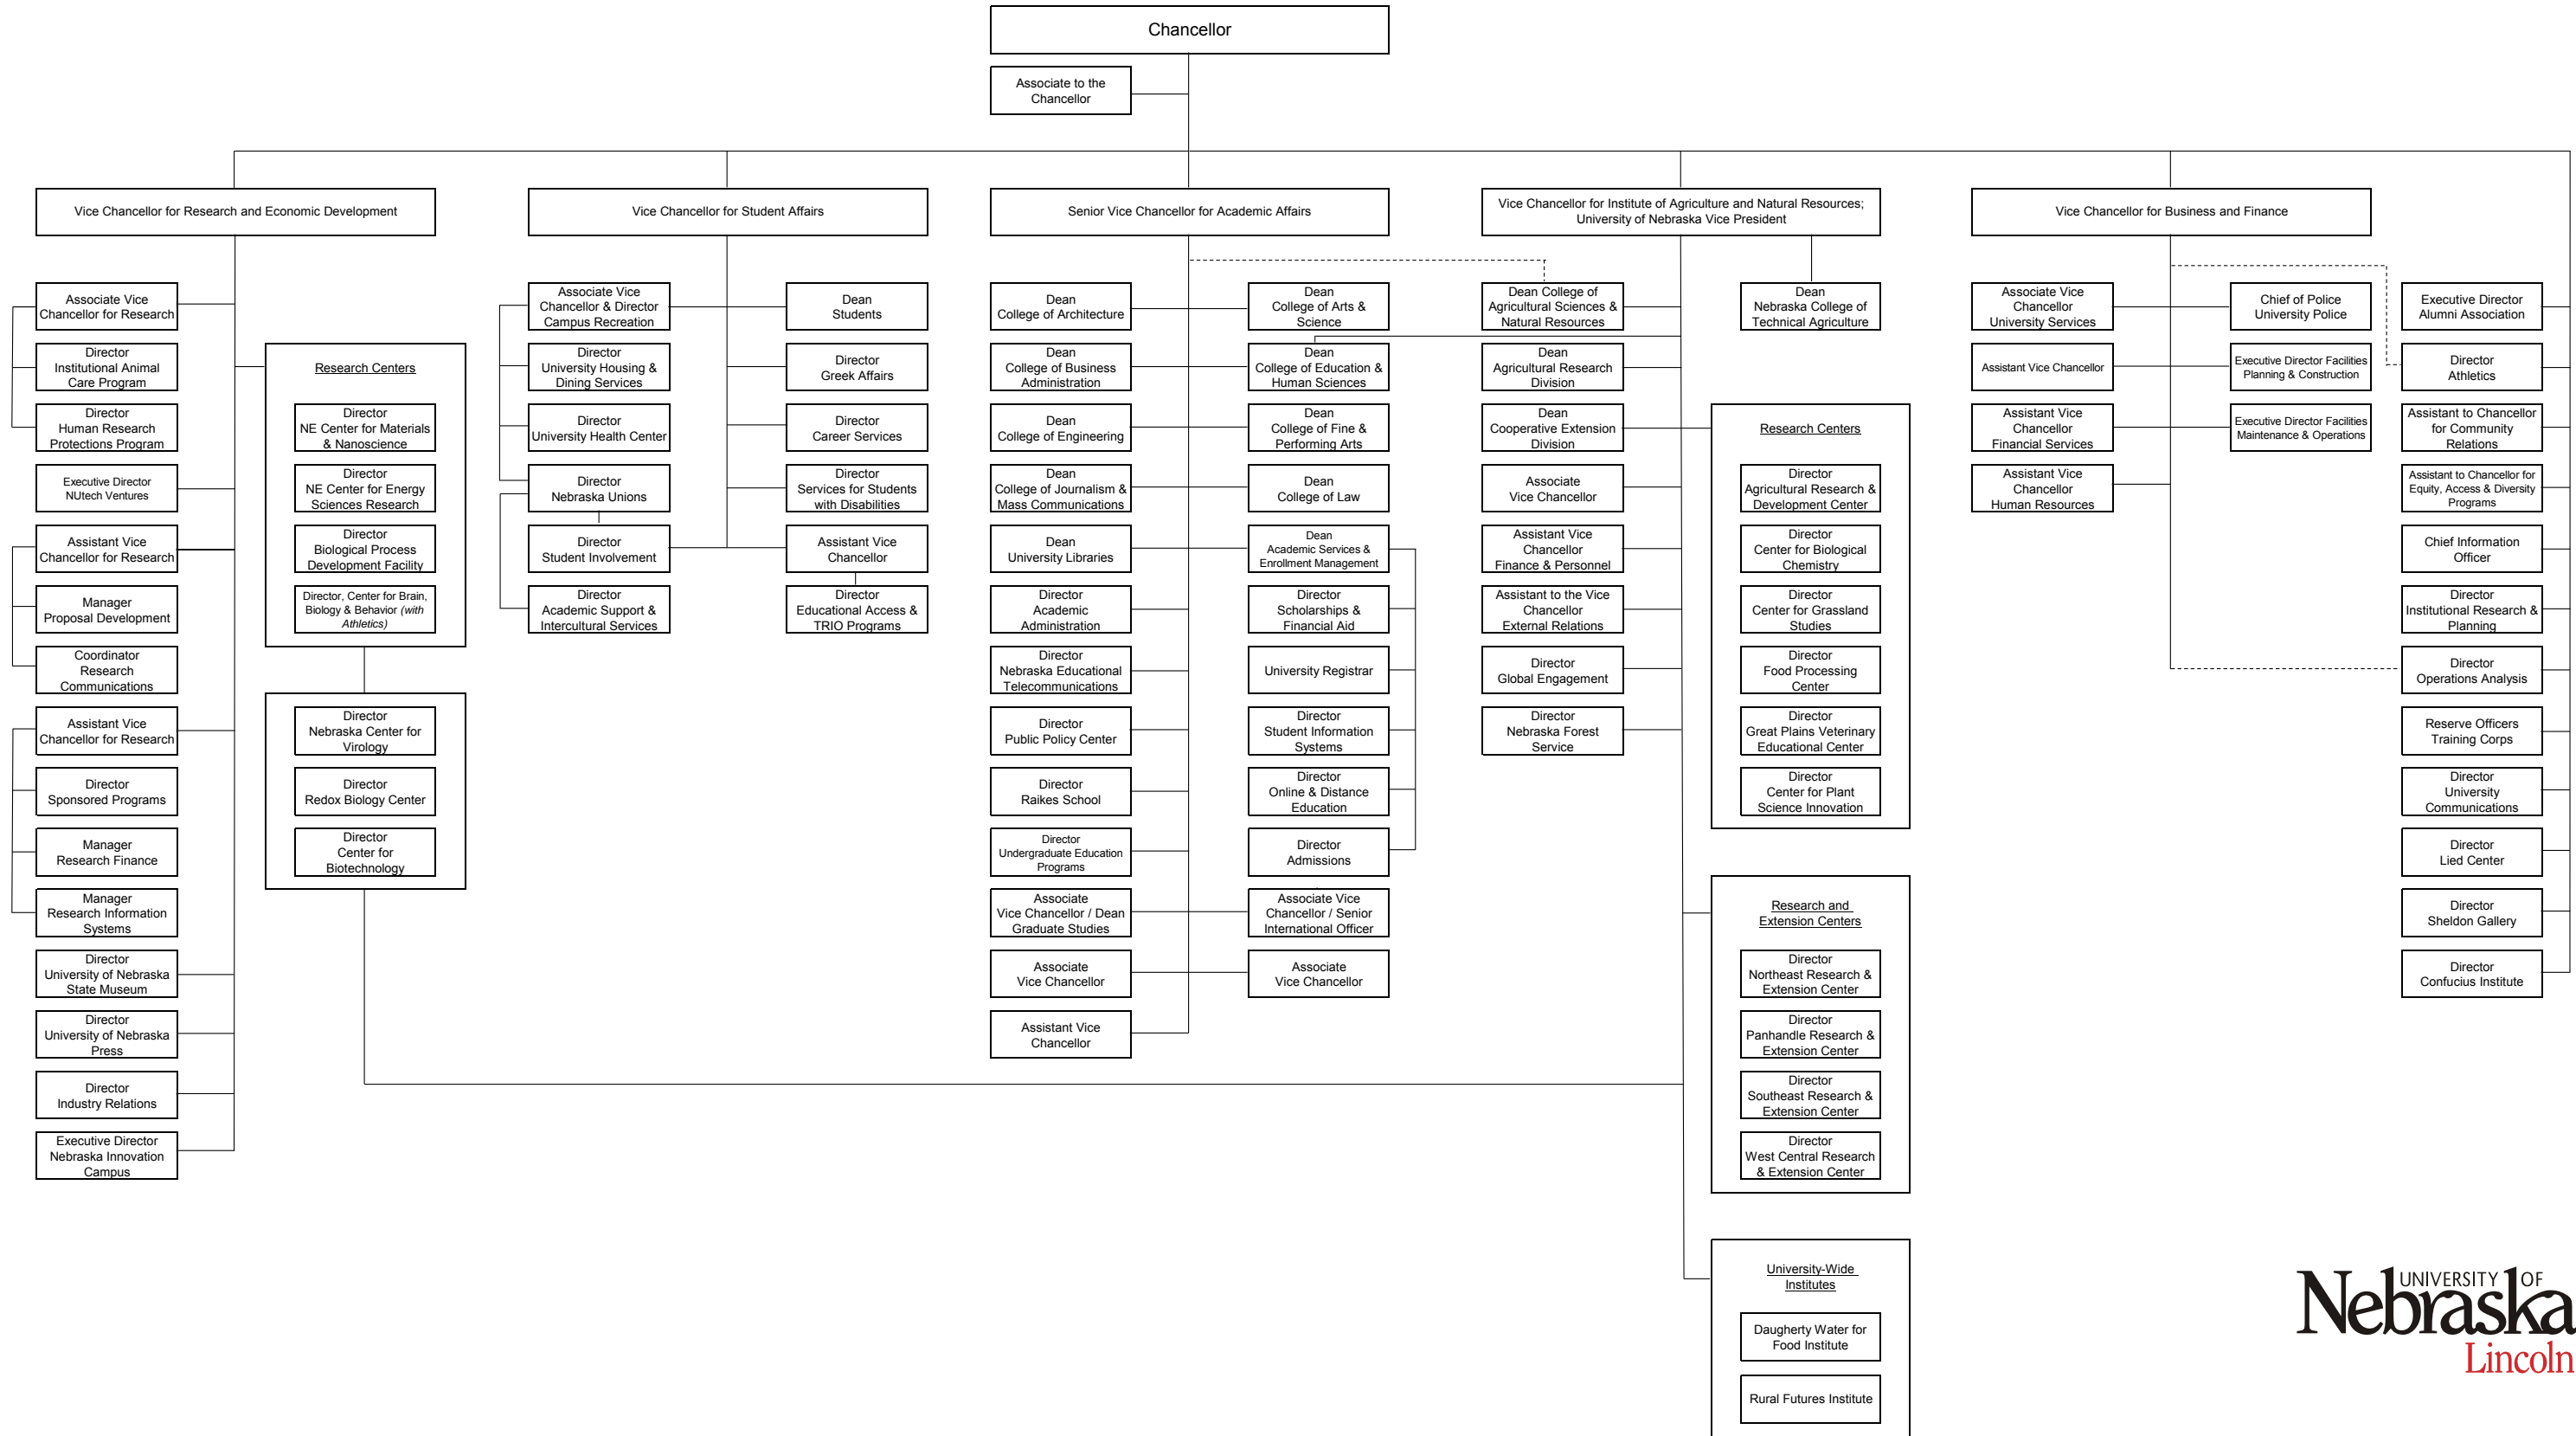 Chancellor
Associate to the
Chancellor
Vice Chancellor for Research and Economic Development
Vice Chancellor for Student Affairs
Senior Vice Chancellor for Academic Affairs
Vice Chancellor for Institute of Agriculture and Natural Resources;
University of Nebraska Vice President
Vice Chancellor for Business and Finance
Associate Vice
Chancellor for Research
Director
Institutional Animal
Care Program
Director
Human Research
Protections Program
Executive Director
NUtech Ventures
Assistant Vice
Chancellor for Research
Manager
Proposal Development
Coordinator
Research
Communications
Assistant Vice
Chancellor for Research
Director
Sponsored Programs
Manager
Research Finance
Manager
Research Information
Systems
Director
University of Nebraska
State Museum
Director
University of Nebraska
Press
Director
Industry Relations
Executive Director
Nebraska Innovation
Campus
Research Centers
Director
NE Center for Materials
& Nanoscience
Director
NE Center for Energy
Sciences Research
Director
Biological Process
Development Facility
Director, Center for Brain,
Biology & Behavior (with
Athletics)
Director
Nebraska Center for
Virology
Director
Redox Biology Center
Director
Center for
Biotechnology
Associate Vice
Chancellor & Director
Campus Recreation
Director
University Housing &
Dining Services
Director
University Health Center
Director
Nebraska Unions
Director
Student Involvement
Director
Academic Support &
Intercultural Services
Dean
Students
Director
Greek Affairs
Director
Career Services
Director
Services for Students
with Disabilities
Assistant Vice
Chancellor
Director
Educational Access &
TRIO Programs
Dean
College of Architecture
Dean
College of Business
Administration
Dean
College of Engineering
Dean
College of Journalism &
Mass Communications
Dean
University Libraries
Director
Academic
Administration
Director
Nebraska Educational
Telecommunications
Director
Public Policy Center
Director
Raikes School
Director
Undergraduate Education
Programs
Associate
Vice Chancellor / Dean
Graduate Studies
Associate
Vice Chancellor
Assistant Vice
Chancellor
Dean
College of Arts &
Science
Dean
College of Education &
Human Sciences
Dean
College of Fine &
Performing Arts
Dean
College of Law
Dean
Academic Services &
Enrollment Management
Director
Scholarships &
Financial Aid
University Registrar
Director
Student Information
Systems
Director
Online & Distance
Education
Director
Admissions
Associate Vice
Chancellor / Senior
International Officer
Associate
Vice Chancellor
Dean College of
Agricultural Sciences &
Natural Resources
Dean
Agricultural Research
Division
Dean
Cooperative Extension
Division
Associate
Vice Chancellor
Assistant Vice
Chancellor
Finance & Personnel
Assistant to the Vice
Chancellor
External Relations
Director
Global Engagement
Director
Nebraska Forest
Service
Dean
Nebraska College of
Technical Agriculture
Research Centers
Director
Agricultural Research &
Development Center
Director
Center for Biological
Chemistry
Director
Center for Grassland
Studies
Director
Food Processing
Center
Director
Great Plains Veterinary
Educational Center
Director
Center for Plant
Science Innovation
Research and
Extension Centers
Director
Northeast Research &
Extension Center
Director
Panhandle Research &
Extension Center
Director
Southeast Research &
Extension Center
Director
West Central Research
& Extension Center
University-Wide
Institutes
Daugherty Water for
Food Institute
Rural Futures Institute
Associate Vice
Chancellor
University Services
Assistant Vice Chancellor
Assistant Vice
Chancellor
Financial Services
Assistant Vice
Chancellor
Human Resources
Chief of Police
University Police
Executive Director Facilities
Planning & Construction
Executive Director Facilities
Maintenance & Operations
Executive Director
Alumni Association
Director
Athletics
Assistant to Chancellor
for Community
Relations
Assistant to Chancellor for
Equity, Access & Diversity
Programs
Chief Information
Officer
Director
Institutional Research &
Planning
Director
Operations Analysis
Reserve Officers
Training Corps
Director
University
Communications
Director
Lied Center
Director
Sheldon Gallery
Director
Confucius Institute
UNIVERSITY OF
Nebraska
Lincoln